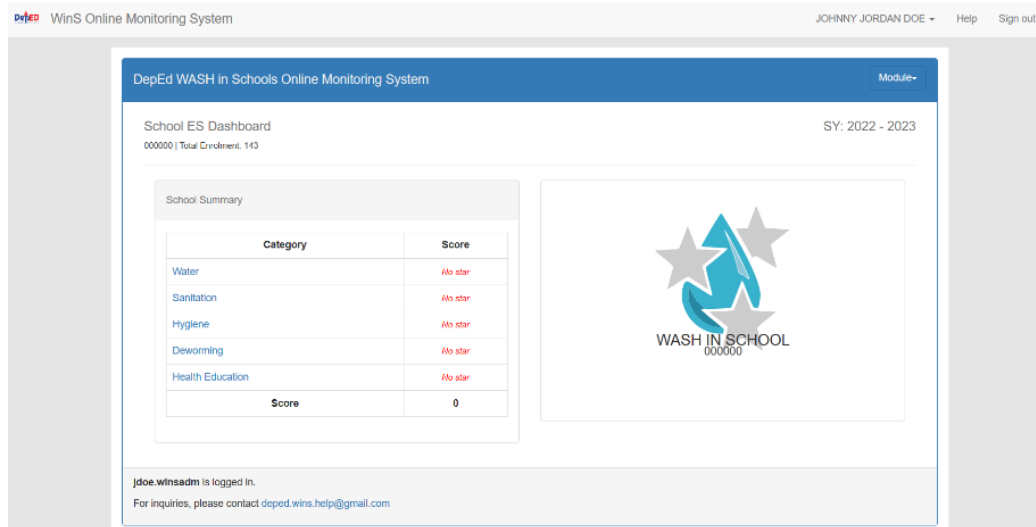 DepED WinS Online Monitoring System JOHNNY JORDAN DOE Help Sign out
DepEd WASH in Schools Online Monitoring System Module
School ES Dashboard SY: 2022 - 2023
000000 | Total Enrolment. 143
School Summary
Category Score
Water No star
Sanitation No star
Hygiene No star
Deworming No star
Health Education No star
Score 0
WASH IN SCHOOL
000000
jdoe.winsadm is logged in.
For inquiries, please contact deped.wins.help@gmail.com